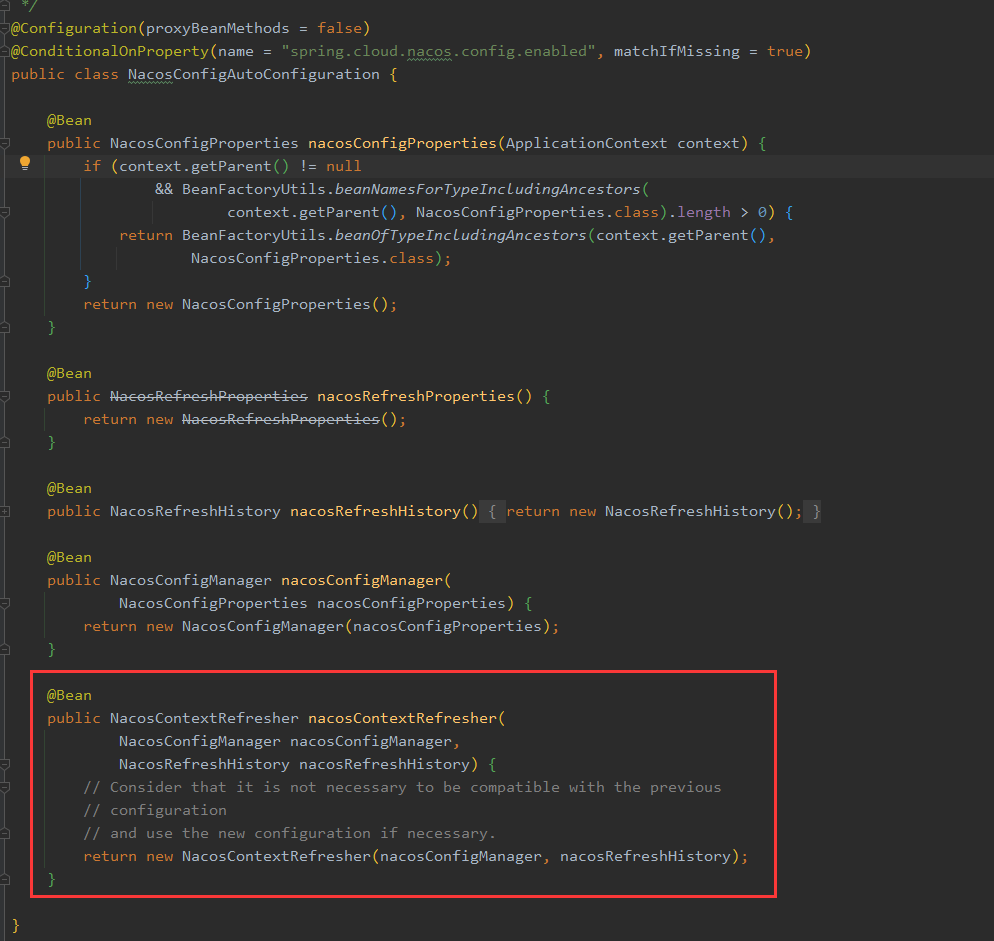 */
@Configuration(proxyBeanMethods = false)
@ConditionalOnProperty(name = "spring.cloud.nacos.config.enabled", matchIfMissing = true)
public class NacosConfigAutoConfiguration {
@Bean
public NacosConfigProperties nacosConfigProperties(ApplicationContext context) {
if (context.getParent() != null
&& BeanFactoryUtils.beanNamesForTypeIncludingAncestors(
context.getParent(), NacosConfigProperties.class).length > 0) {
return BeanFactoryUtils.beanOfTypeIncludingAncestors(context.getParent(),
NacosConfigProperties.class);
}
return new NacosConfigProperties();
}
@Bean
public NacosRefreshProperties nacosRefreshProperties() {
return new NacosRefreshProperties();
}
@Bean
public NacosRefreshHistory nacosRefreshHistory() { return new NacosRefreshHistory(); }
@Bean
public NacosConfigManager nacosConfigManager(
NacosConfigProperties nacosConfigProperties) {
return new NacosConfigManager(nacosConfigProperties);
}
@Bean
public NacosContextRefresher nacosContextRefresher(
NacosConfigManager nacosConfigManager,
NacosRefreshHistory nacosRefreshHistory) {
// Consider that it is not necessary to be compatible with the previous
// configuration
// and use the new configuration if necessary.
return new NacosContextRefresher(nacosConfigManager, nacosRefreshHistory);
}
}